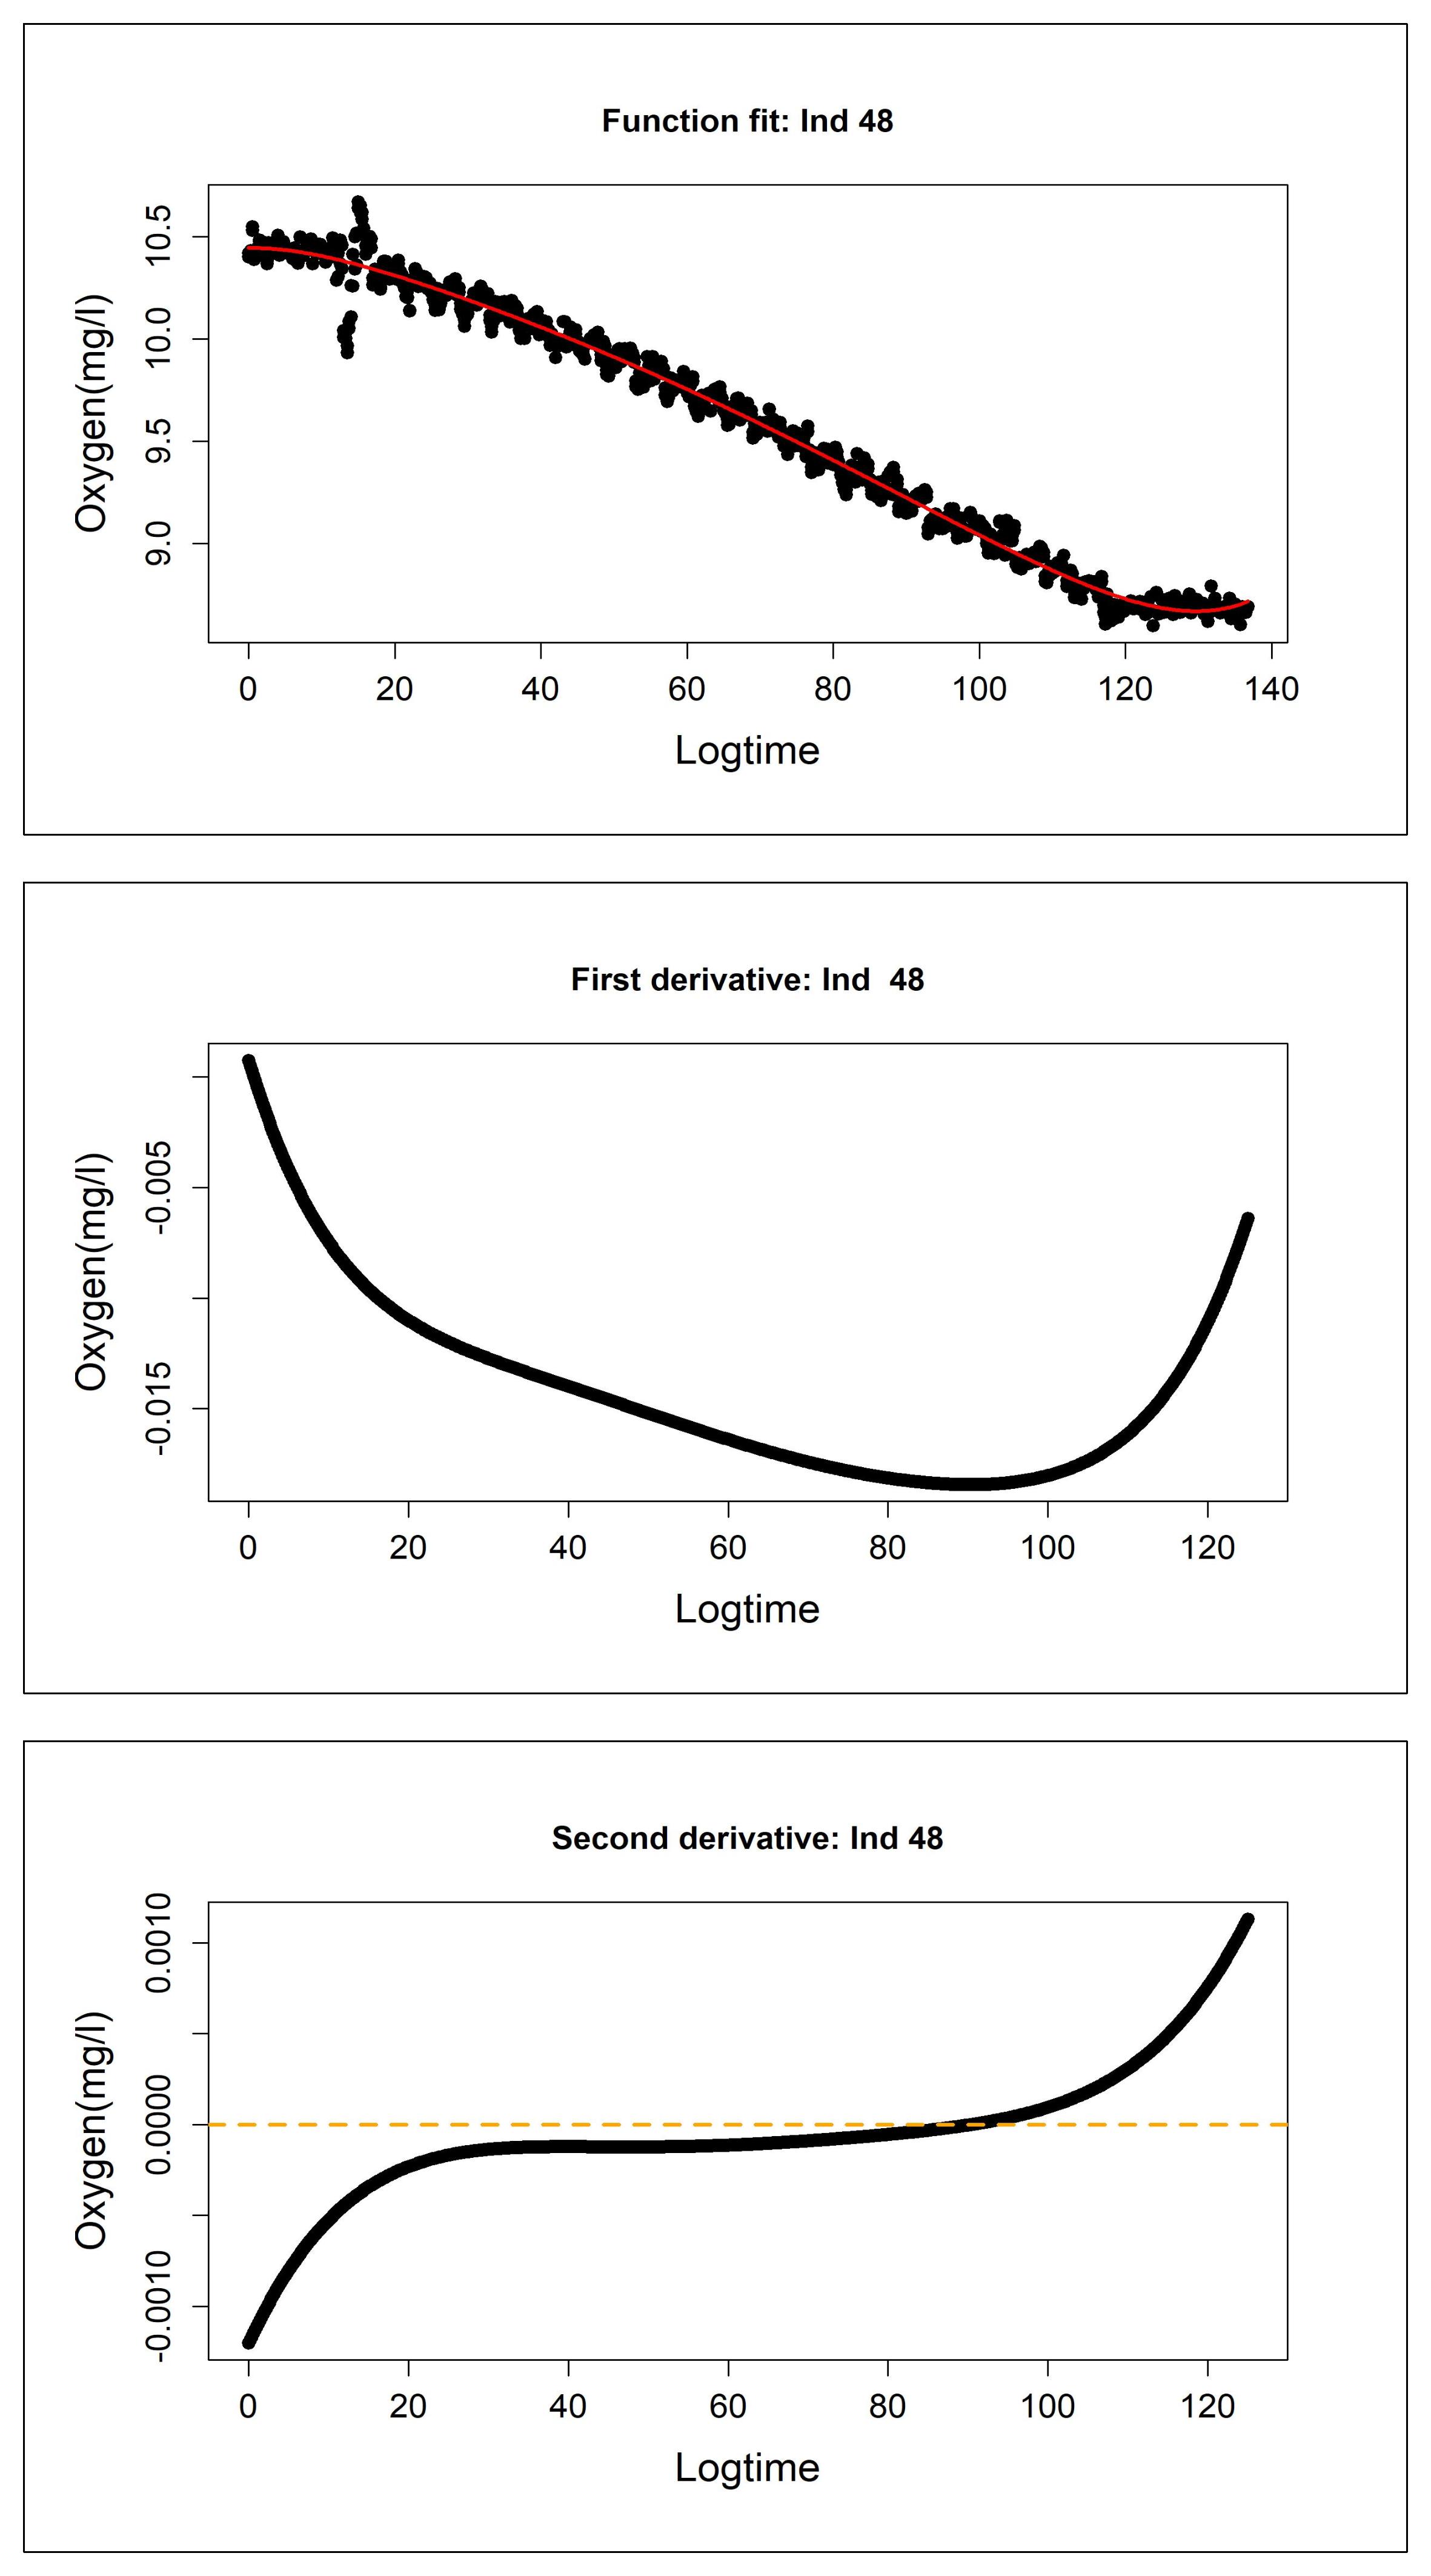 Function fit: Ind 48
Oxygen(mg/l)
10.5
10.0
9.5
9.0
0 20 40 60 80 100 120 140
Logtime
First derivative: Ind  48
Oxygen(mg/l)
-0.005
-0.015
0 20 40 60 80 100 120
Logtime
Second derivative: Ind 48
Oxygen(mg/l)
0.0010
0.0000
-0.0010
0 20 40 60 80 100 120
Logtime